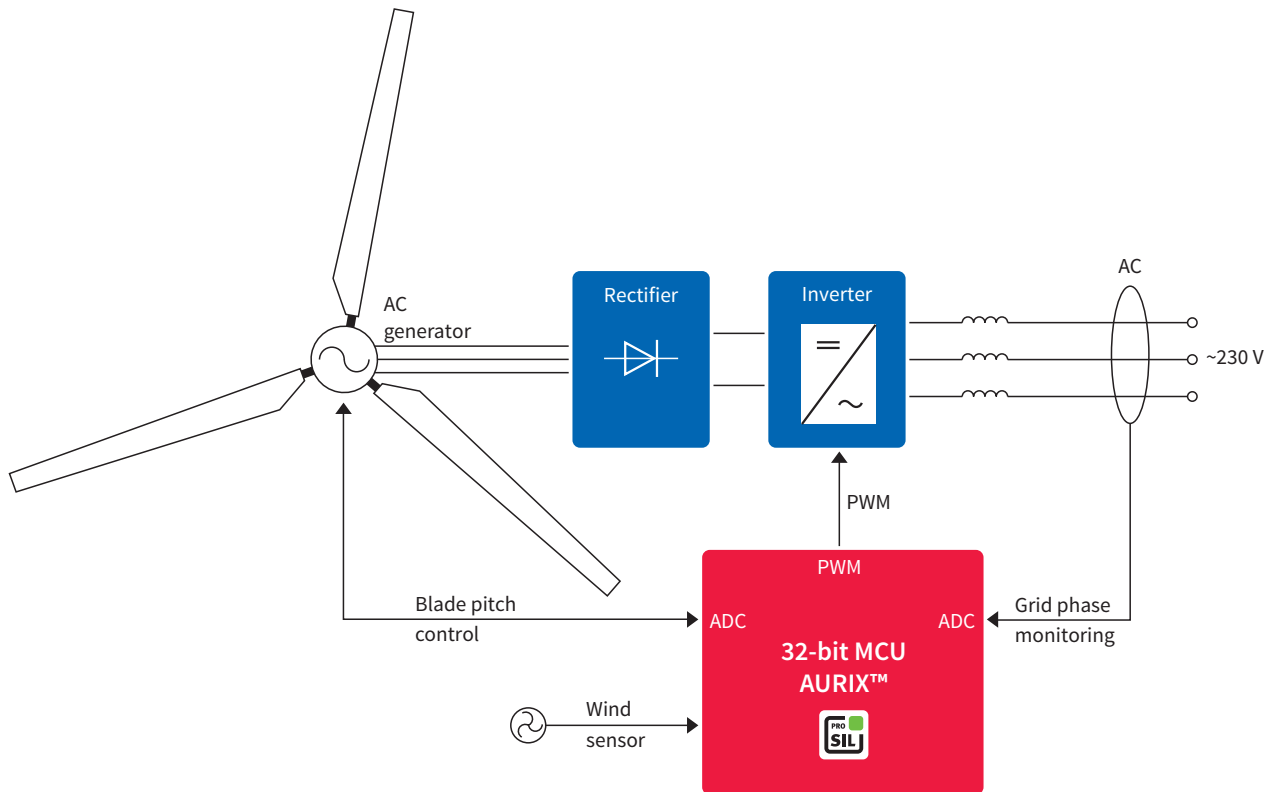 AC
generator
Rectifier
Inverter
AC
~230 V
PWM
PWM
Blade pitch
control
ADC
ADC
Grid phase
monitoring
32-bit MCU
AURIX™
PRO
SIL
Wind
sensor